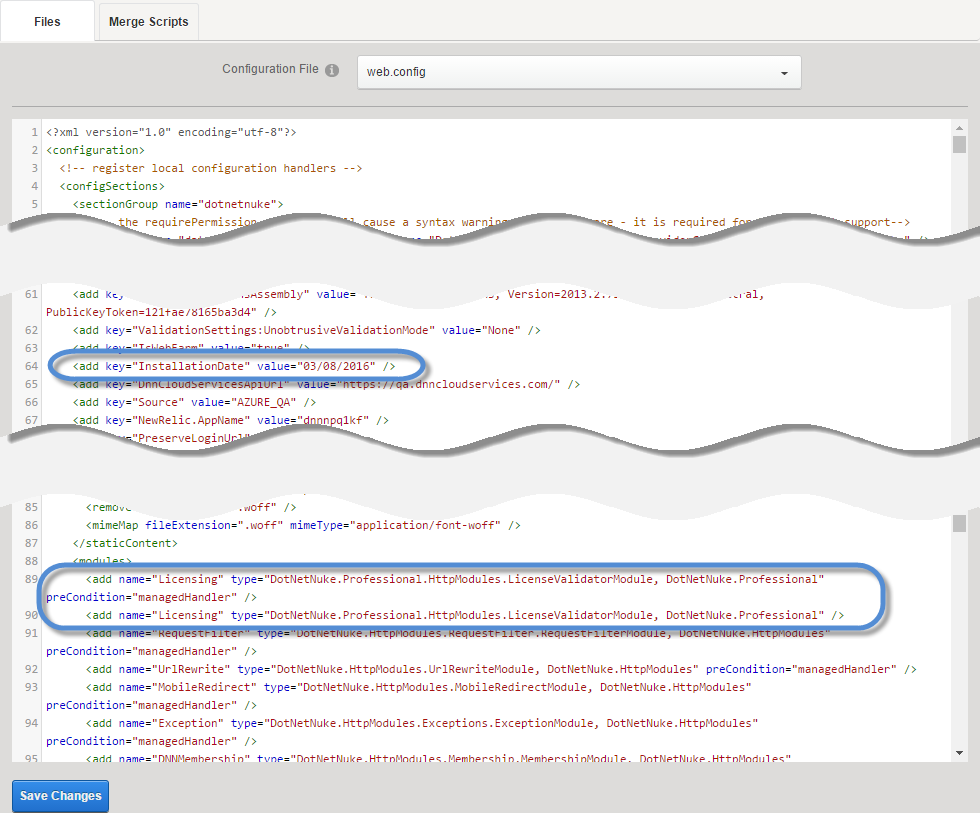 Files
Merge Scripts
Configuration File
web.config
1 <?xml version="1.0" encoding="utf-8"?>
2 <configuration>
3 <!-- register local configuration handlers -->
4 <configSections>
5 <sectionGroup name="dotnetnuke">
the requirePermission cause a syntax warning - it is required for support-->
61 <add Assembly" value= Version=2013.2.
PublicKeyToken=121fae78165ba3d4" />
62 <add key="ValidationSettings:UnobtrusiveValidationMode" value="None" />
63 <add key="IsWebFarm" value="true" />
64 <add key="InstallationDate" value="03/08/2016" />
65 <add key="DnnCloudServicesApiUrl" value="https://qa.dnncloudservices.com/" />
66 <add key="Source" value="AZURE_QA" />
67 <add key="NewRelic.AppName" value="dnnnpq1kf" />
"PreserveLoginUrl"
85 <remove .woff" />
86 <mimeMap fileExtension=".woff" mimeType="application/font-woff" />
87 </staticContent>
88 <modules>
89 <add name="Licensing" type="DotNetNuke.Professional.HttpModules.LicenseValidatorModule, DotNetNuke.Professional"
preCondition="managedHandler" />
90 <add name="Licensing" type="DotNetNuke.Professional.HttpModules.LicenseValidatorModule, DotNetNuke.Professional" />
91 <add name="RequestFilter" type="DotNetNuke.HttpModules.RequestFilter.RequestFilterModule, DotNetNuke.HttpModules"
preCondition="managedHandler" />
92 <add name="UrlRewrite" type="DotNetNuke.HttpModules.UrlRewriteModule, DotNetNuke.HttpModules" preCondition="managedHandler" />
93 <add name="MobileRedirect" type="DotNetNuke.HttpModules.MobileRedirectModule, DotNetNuke.HttpModules"
preCondition="managedHandler" />
94 <add name="Exception" type="DotNetNuke.HttpModules.Exceptions.ExceptionModule, DotNetNuke.HttpModules"
preCondition="managedHandler" />
95 <add name="DNNMembership" type="DotNetNuke.HttpModules.Membership.MembershipModule, DotNetNuke.HttpModules"
Save Changes